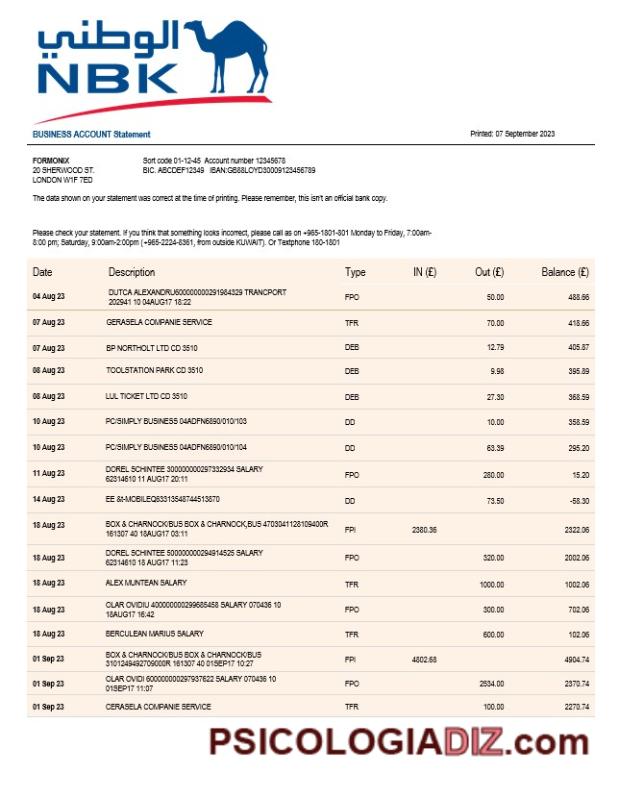 الوطني
NBK
BUSINESS ACCOUNT Statement
Printed: 07 September 2023
FORMONIX
20 SHERWOOD ST.
LONDON W1F 7ED
Sort code 01-12-45 Account number 12345678
BIC. ABCDEF12349 IBAN:GB88LOYD30009123456789
The data shown on your statement was correct at the time of printing. Please remember, this isn't an official bank copy.
Please check your statement. If you think that something looks incorrect, please call as on +965-1801-801 Monday to Friday, 7:00am-
8:00 pm; Saturday, 9:00am-2:00pm (+965-2224-8361, from outside KUWAIT). Or Textphone 180-1801
Date Description Type IN (£) Out (£) Balance (£)
04 Aug 23 DUTCA ALEXANDRU600000000291984329 TRANCPORT FPO 50.00 488.66
202941 10 04AUG17 18:22
07 Aug 23 GERASELA COMPANIE SERVICE TFR 70.00 418.66
07 Aug 23 BP NORTHOLT LTD CD 3510 DEB 12.79 405.87
08 Aug 23 TOOLSTATION PARK CD 3510 DEB 9.98 395.89
08 Aug 23 LUL TICKET LTD CD 3510 DEB 27.30 368.59
10 Aug 23 PC/SIMPLY BUSINESS 04ADFN6890/010/103 DD 10.00 358.59
10 Aug 23 PC/SIMPLY BUSINESS 04ADFN6890/010/104 DD 63.39 295.20
11 Aug 23 DOREL SCHINTEE 300000000297332934 SALARY FPO 280.00 15.20
62314610 11 AUG17 20:11
14 Aug 23 EE &t-MOBILEQ63313548744513870 DD 73.50 -58.30
18 Aug 23 BOX & CHARNOCK/BUS BOX & CHARNOCK,BUS 4703041128109400R FPI 2380.36 2322.06
161307 40 18AUG17 03:11
18 Aug 23 DOREL SCHINTEE 500000000294914525 SALARY FPO 320.00 2002.06
62314610 18 AUG17 11:23
18 Aug 23 ALEX MUNTEAN SALARY TFR 1000.00 1002.06
18 Aug 23 OLAR OVIDIU 400000000299685458 SALARY 070436 10 FPO 300.00 702.06
18AUG17 16:42
18 Aug 23 BERCULEAN MARIUS SALARY TFR 600.00 102.06
01 Sep 23 BOX & CHARNOCK/BUS BOX & CHARNOCK/BUS FPI 4802.68 4904.74
3101249492709000R 161307 40 01SEP17 10:27
01 Sep 23 OLAR OVIDI 600000000297937622 SALARY 070436 10 FPO 2534.00 2370.74
01SEP17 11:07
01 Sep 23 CERASELA COMPANIE SERVICE TFR 100.00 2270.74
PSICOLOGIADIZ.com